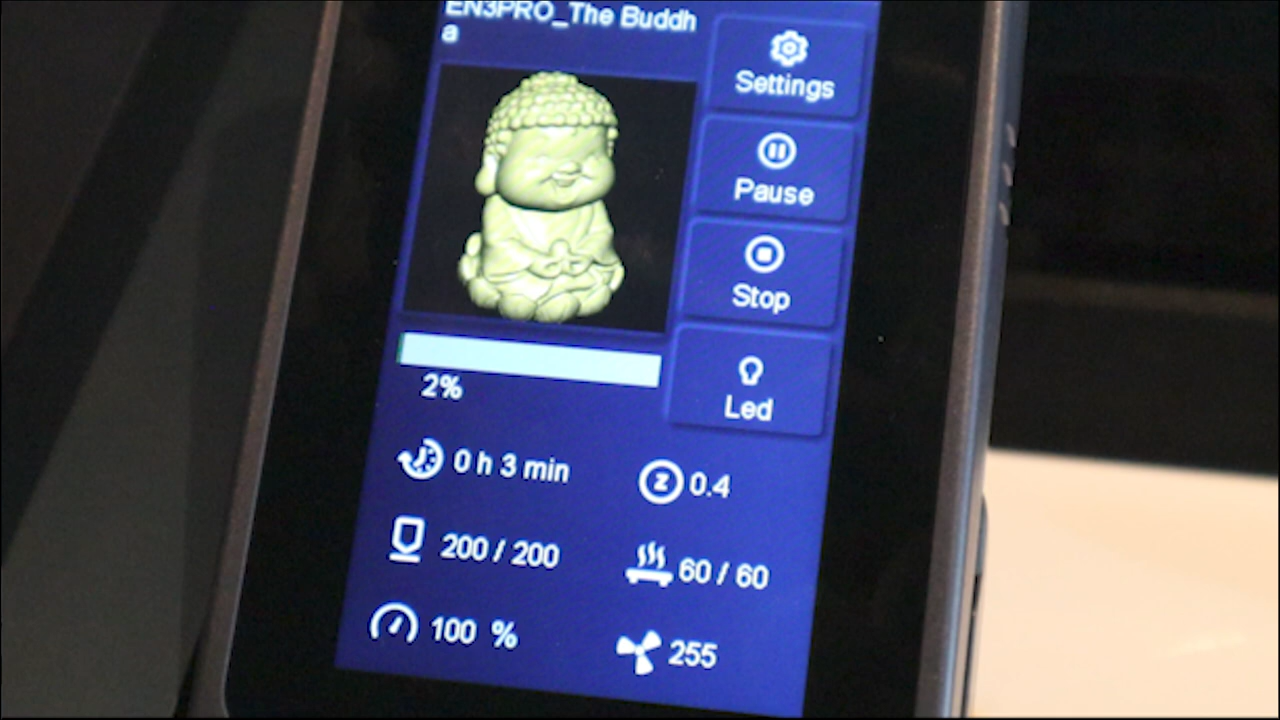 EN3PRO_The Buddh
a
Settings
Pause
Stop
Led
2%
0 h 3 min
Z 0.4
200 / 200
60 / 60
100 %
255